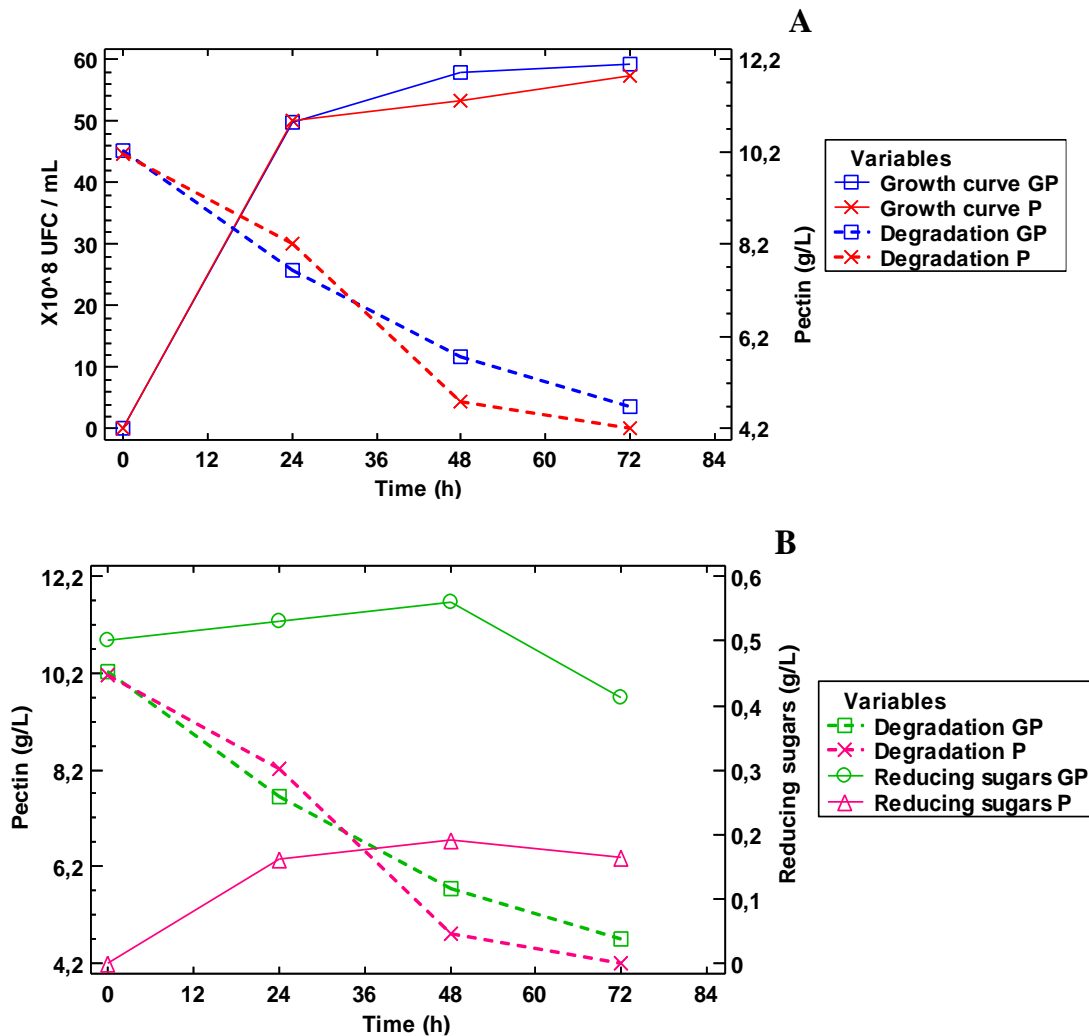 A
60
50
40
30
20
10
0
X10^8 UFC / mL
12,2
10,2
8,2
6,2
4,2
Pectin (g/L)
0 12 24 36 48 60 72 84
Time (h)
Variables
Growth curve GP
Growth curve P
Degradation GP
Degradation P
B
12,2
10,2
8,2
6,2
4,2
Pectin (g/L)
0,6
0,5
0,4
0,3
0,2
0,1
0
Reducing sugars (g/L)
0 12 24 36 48 60 72 84
Time (h)
Variables
Degradation GP
Degradation P
Reducing sugars GP
Reducing sugars P